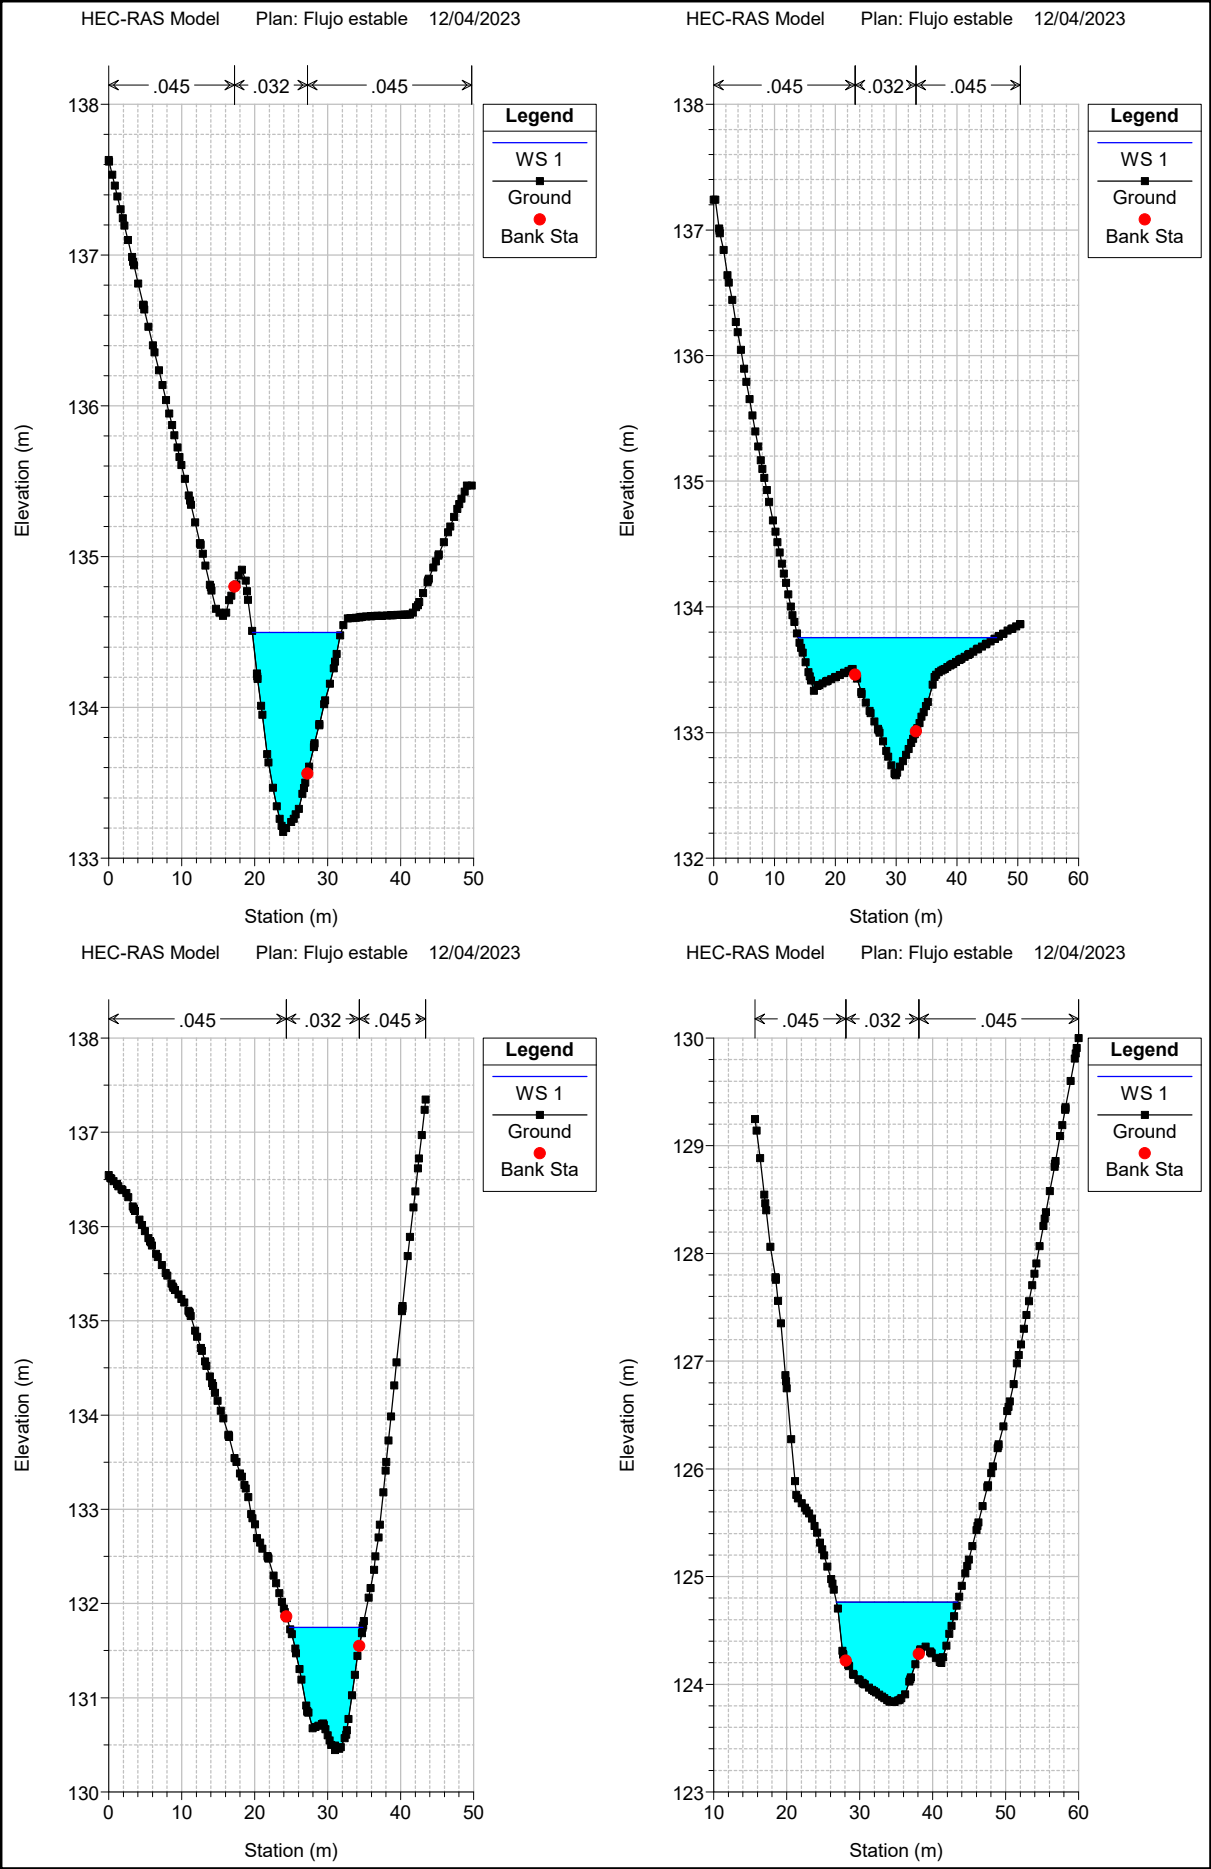 HEC-RAS Model Plan: Flujo estable 12/04/2023
.045 .032 .045
Legend
WS 1
Ground
Bank Sta
138
137
136
135
134
133
0 10 20 30 40 50
Elevation (m)
Station (m)
HEC-RAS Model Plan: Flujo estable 12/04/2023
.045 .032 .045
Legend
WS 1
Ground
Bank Sta
138
137
136
135
134
133
132
0 10 20 30 40 50 60
Elevation (m)
Station (m)
HEC-RAS Model Plan: Flujo estable 12/04/2023
.045 .032 .045
Legend
WS 1
Ground
Bank Sta
138
137
136
135
134
133
132
131
130
0 10 20 30 40 50
Elevation (m)
Station (m)
HEC-RAS Model Plan: Flujo estable 12/04/2023
.045 .032 .045
Legend
WS 1
Ground
Bank Sta
130
129
128
127
126
125
124
123
10 20 30 40 50 60
Elevation (m)
Station (m)